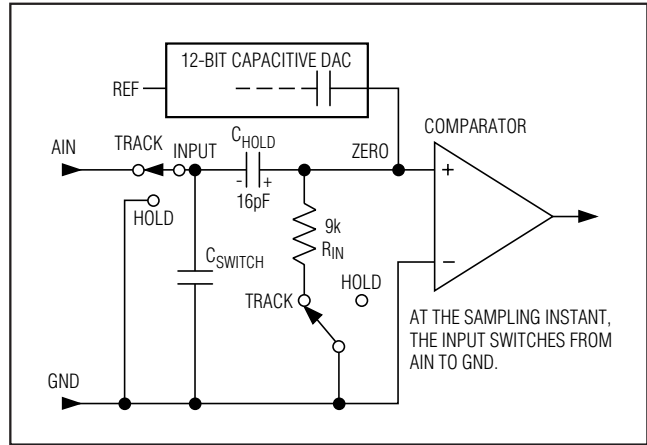 12-BIT CAPACITIVE DAC
REF
COMPARATOR
AIN
TRACK
INPUT
CHOLD
ZERO
- +
16pF
+
HOLD
9k
RIN
CSWITCH
HOLD
−
TRACK
AT THE SAMPLING INSTANT,
THE INPUT SWITCHES FROM
AIN TO GND.
GND